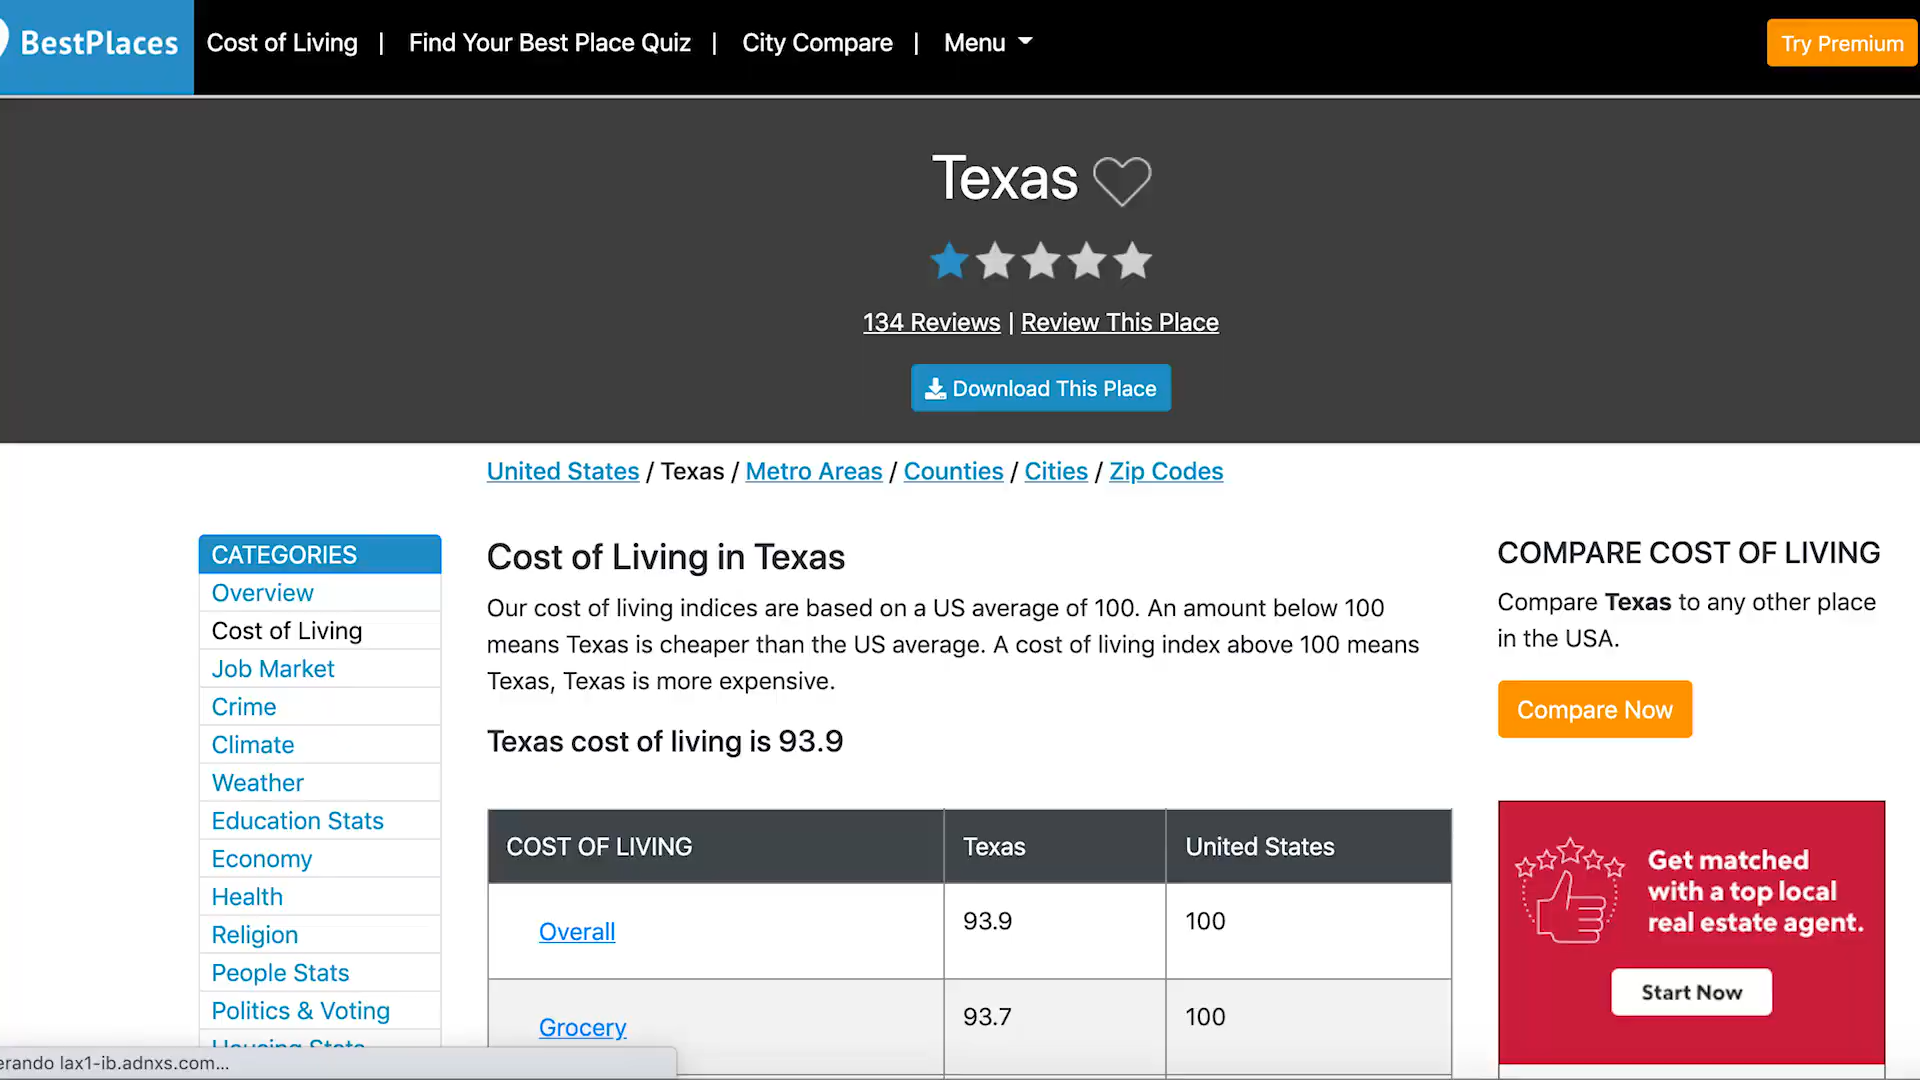 BestPlaces Cost of Living | Find Your Best Place Quiz | City Compare | Menu Try Premium
Texas
134 Reviews | Review This Place
Download This Place
United States / Texas / Metro Areas / Counties / Cities / Zip Codes
CATEGORIES
Overview
Cost of Living
Job Market
Crime
Climate
Weather
Education Stats
Economy
Health
Religion
People Stats
Politics & Voting
Housing Stats
Cost of Living in Texas
Our cost of living indices are based on a US average of 100. An amount below 100
means Texas is cheaper than the US average. A cost of living index above 100 means
Texas, Texas is more expensive.
Texas cost of living is 93.9
COST OF LIVING Texas United States
Overall 93.9 100
Grocery 93.7 100
COMPARE COST OF LIVING
Compare Texas to any other place
in the USA.
Compare Now
Get matched
with a top local
real estate agent.
Start Now
erando lax1-ib.adnxs.com...